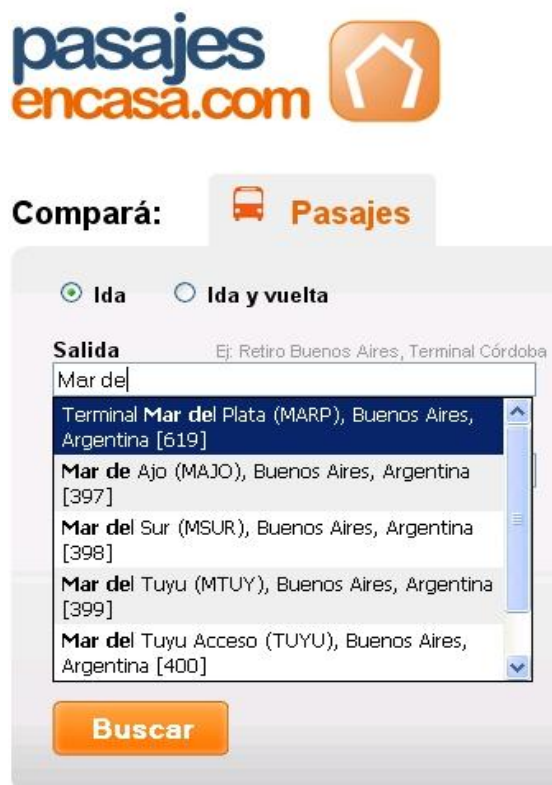 pasajes
encasa.com
Compará:
Pasajes
Ida
Ida y vuelta
Salida
Ej: Retiro Buenos Aires, Terminal Córdoba
Mar de
Terminal Mar del Plata (MARP), Buenos Aires,
Argentina [619]
Mar de Ajo (MAJO), Buenos Aires, Argentina
[397]
Mar del Sur (MSUR), Buenos Aires, Argentina
[398]
Mar del Tuyu (MTUY), Buenos Aires, Argentina
[399]
Mar del Tuyu Acceso (TUYU), Buenos Aires,
Argentina [400]
Buscar